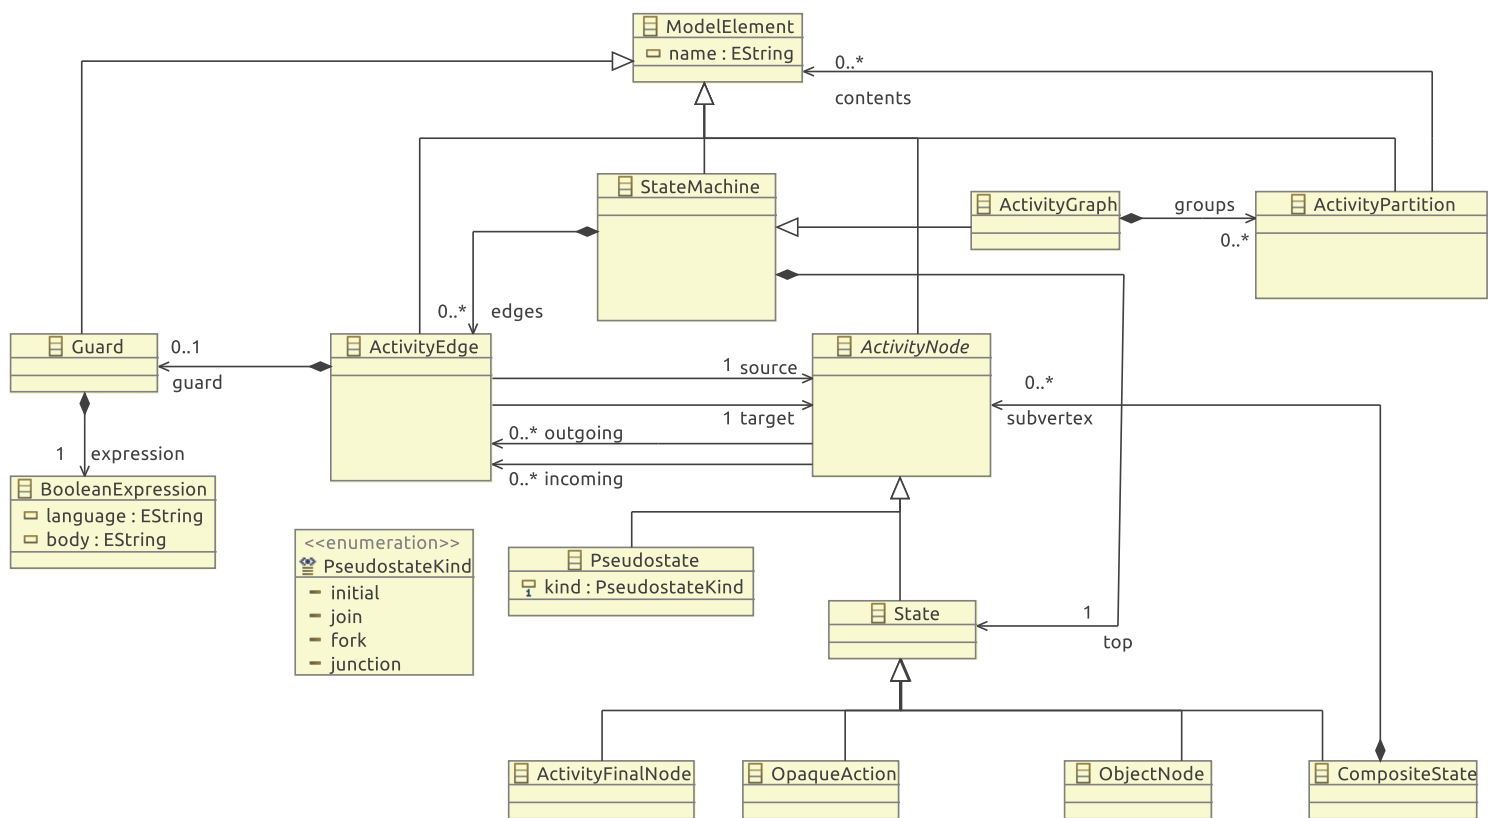 ModelElement
name : EString
0..*
contents
StateMachine
ActivityGraph
groups
0..*
ActivityPartition
0..*
edges
Guard
0..1
guard
ActivityEdge
1 source
1 target
0..* outgoing
0..* incoming
ActivityNode
0..*
subvertex
1
expression
BooleanExpression
language : EString
body : EString
<<enumeration>>
PseudostateKind
initial
join
fork
junction
Pseudostate
1
kind : PseudostateKind
State
1
top
ActivityFinalNode
OpaqueAction
ObjectNode
CompositeState